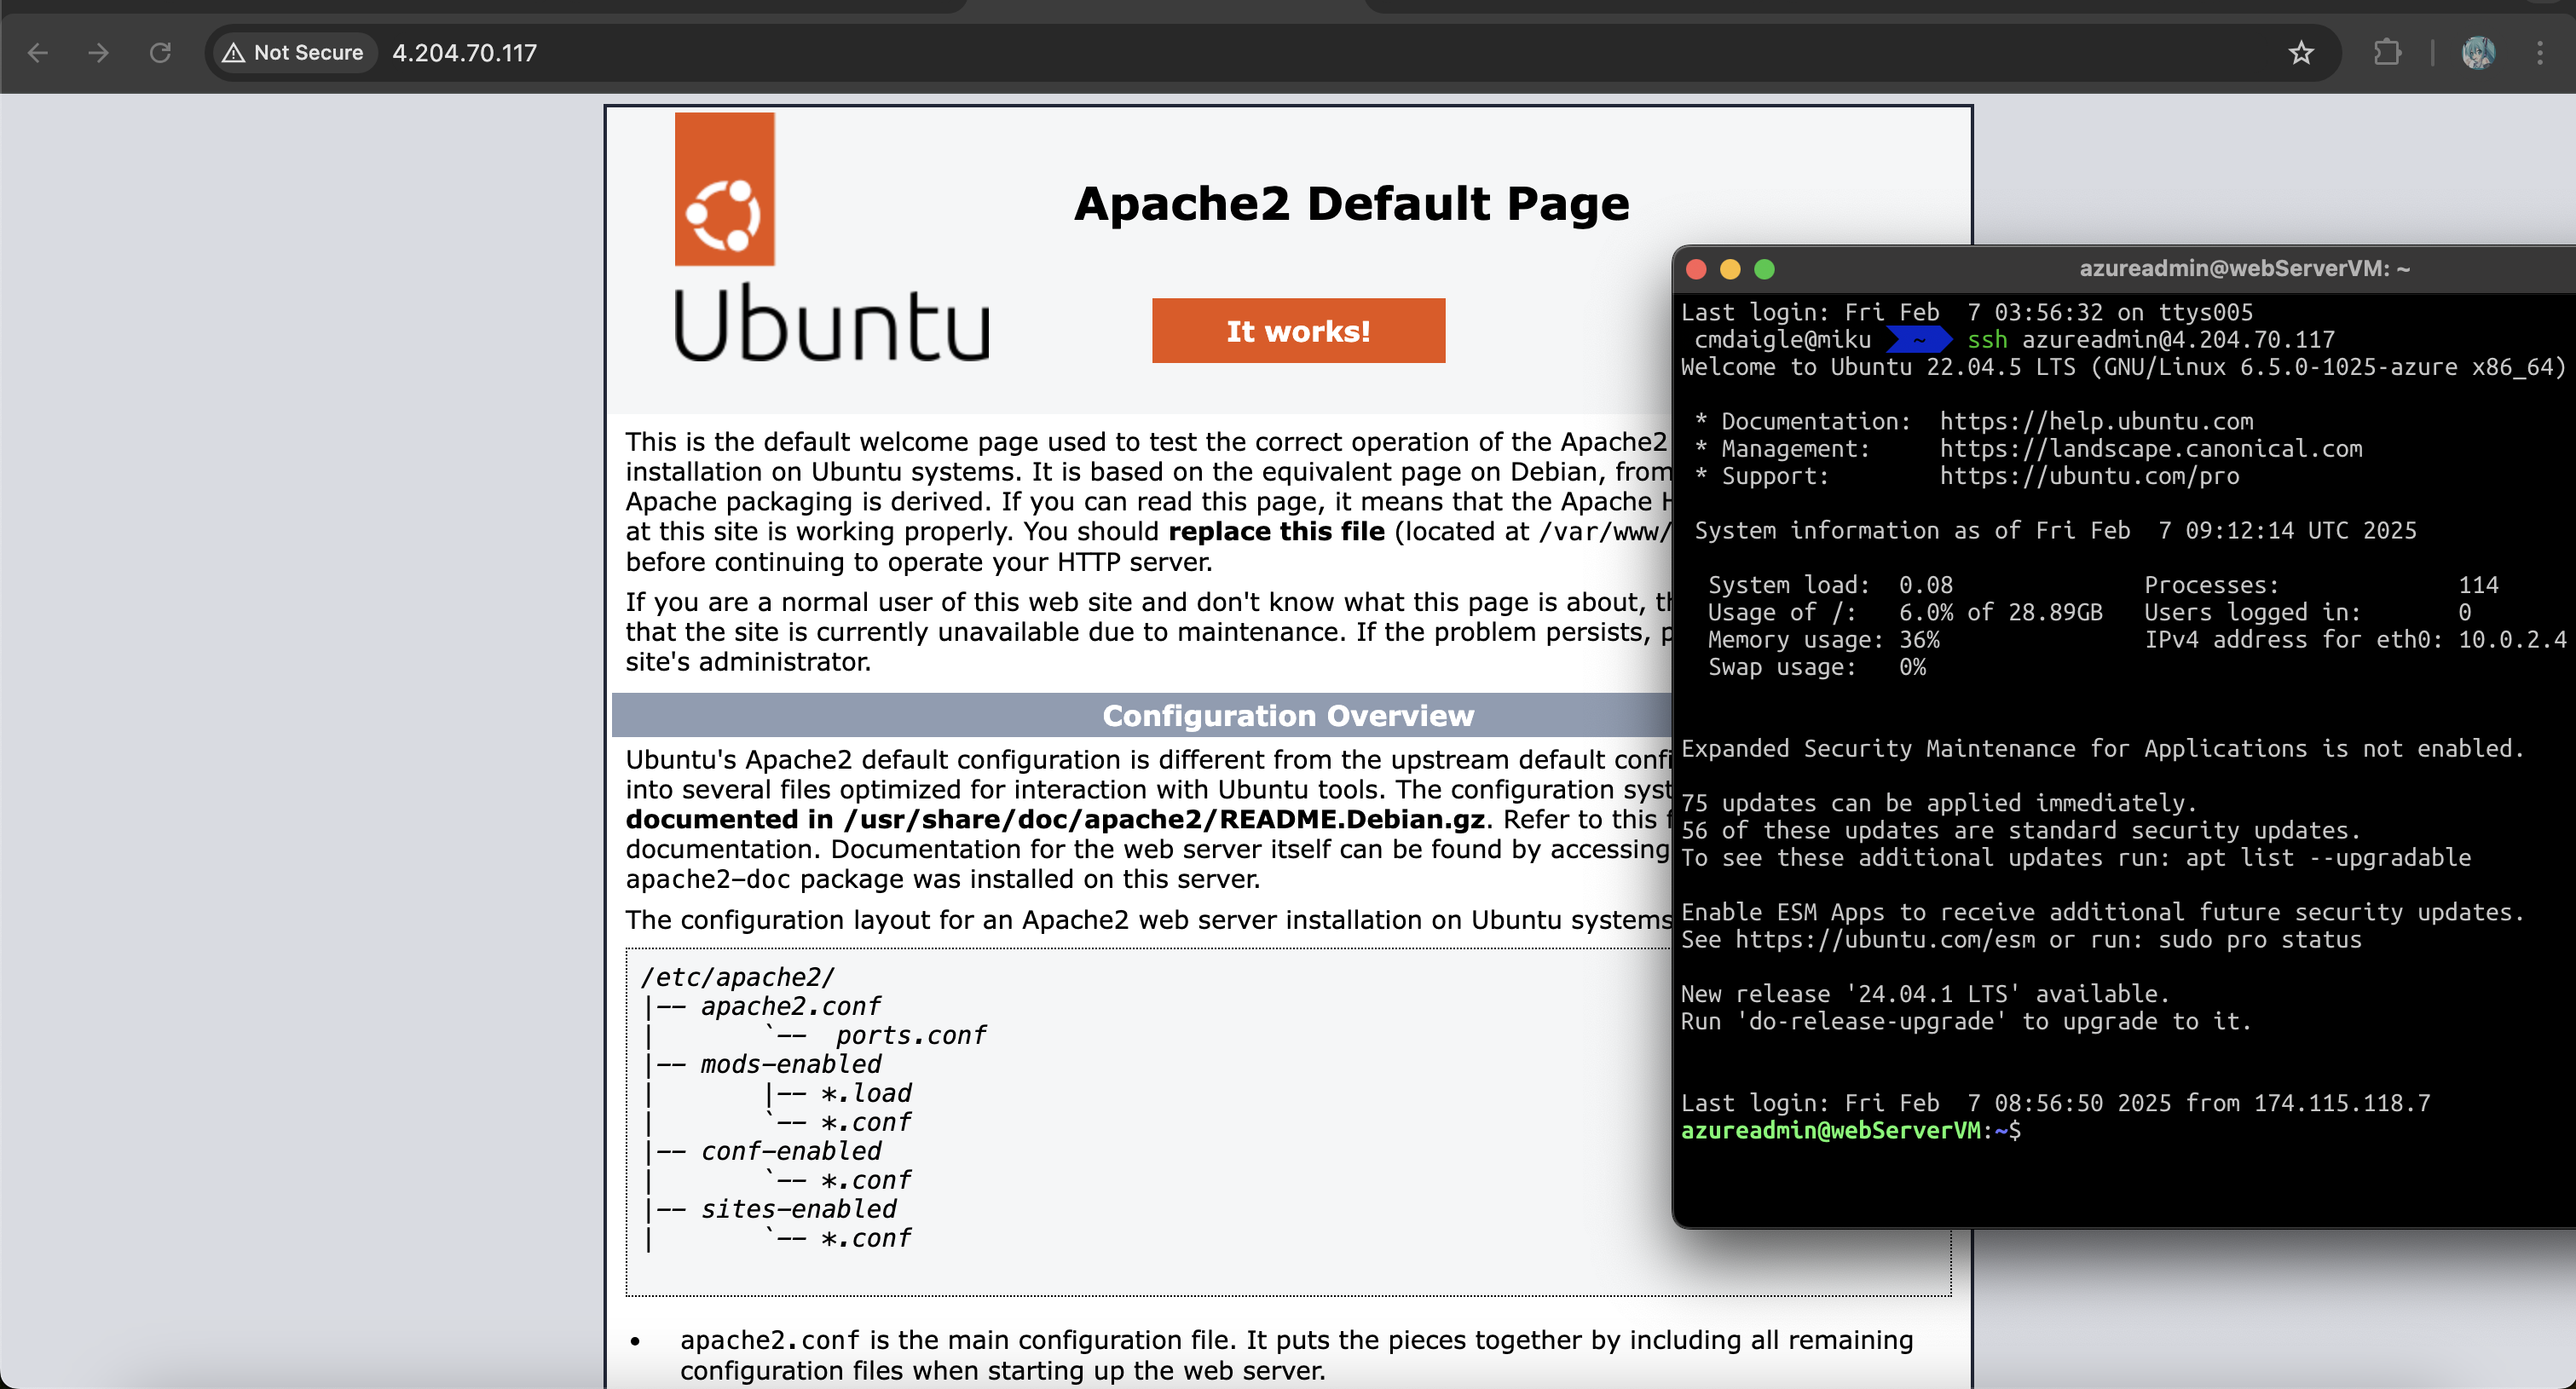 Not Secure 4.204.70.117
Ubuntu
Apache2 Default Page
It works!
This is the default welcome page used to test the correct operation of the Apache2
installation on Ubuntu systems. It is based on the equivalent page on Debian, from
Apache packaging is derived. If you can read this page, it means that the Apache H
at this site is working properly. You should replace this file (located at /var/www/
before continuing to operate your HTTP server.
If you are a normal user of this web site and don't know what this page is about, th
that the site is currently unavailable due to maintenance. If the problem persists, p
site's administrator.
Configuration Overview
Ubuntu's Apache2 default configuration is different from the upstream default confi
into several files optimized for interaction with Ubuntu tools. The configuration syst
documented in /usr/share/doc/apache2/README.Debian.gz. Refer to this f
documentation. Documentation for the web server itself can be found by accessing
apache2-doc package was installed on this server.
The configuration layout for an Apache2 web server installation on Ubuntu systems
/etc/apache2/
|-- apache2.conf
|       `--  ports.conf
|-- mods-enabled
|       |-- *.load
|       `-- *.conf
|-- conf-enabled
|       `-- *.conf
|-- sites-enabled
|       `-- *.conf
• apache2.conf is the main configuration file. It puts the pieces together by including all remaining
configuration files when starting up the web server.
azureadmin@webServerVM: ~
Last login: Fri Feb  7 03:56:32 on ttys005
cmdaigle@miku ~ ssh azureadmin@4.204.70.117
Welcome to Ubuntu 22.04.5 LTS (GNU/Linux 6.5.0-1025-azure x86_64)
* Documentation:  https://help.ubuntu.com
* Management:     https://landscape.canonical.com
* Support:        https://ubuntu.com/pro
System information as of Fri Feb  7 09:12:14 UTC 2025
System load:  0.08              Processes:             114
Usage of /:   6.0% of 28.89GB   Users logged in:       0
Memory usage: 36%               IPv4 address for eth0: 10.0.2.4
Swap usage:   0%
Expanded Security Maintenance for Applications is not enabled.
75 updates can be applied immediately.
56 of these updates are standard security updates.
To see these additional updates run: apt list --upgradable
Enable ESM Apps to receive additional future security updates.
See https://ubuntu.com/esm or run: sudo pro status
New release '24.04.1 LTS' available.
Run 'do-release-upgrade' to upgrade to it.
Last login: Fri Feb  7 08:56:50 2025 from 174.115.118.7
azureadmin@webServerVM:~$